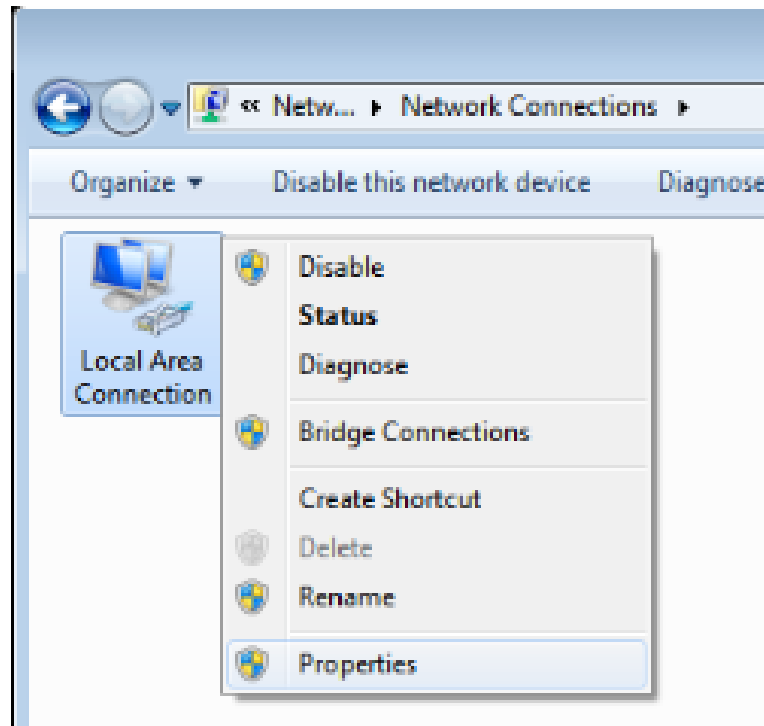 « Netw... ▸ Network Connections ▸
Organize ▾ Disable this network device Diagnose
Local Area
Connection
Disable
Status
Diagnose
Bridge Connections
Create Shortcut
Delete
Rename
Properties